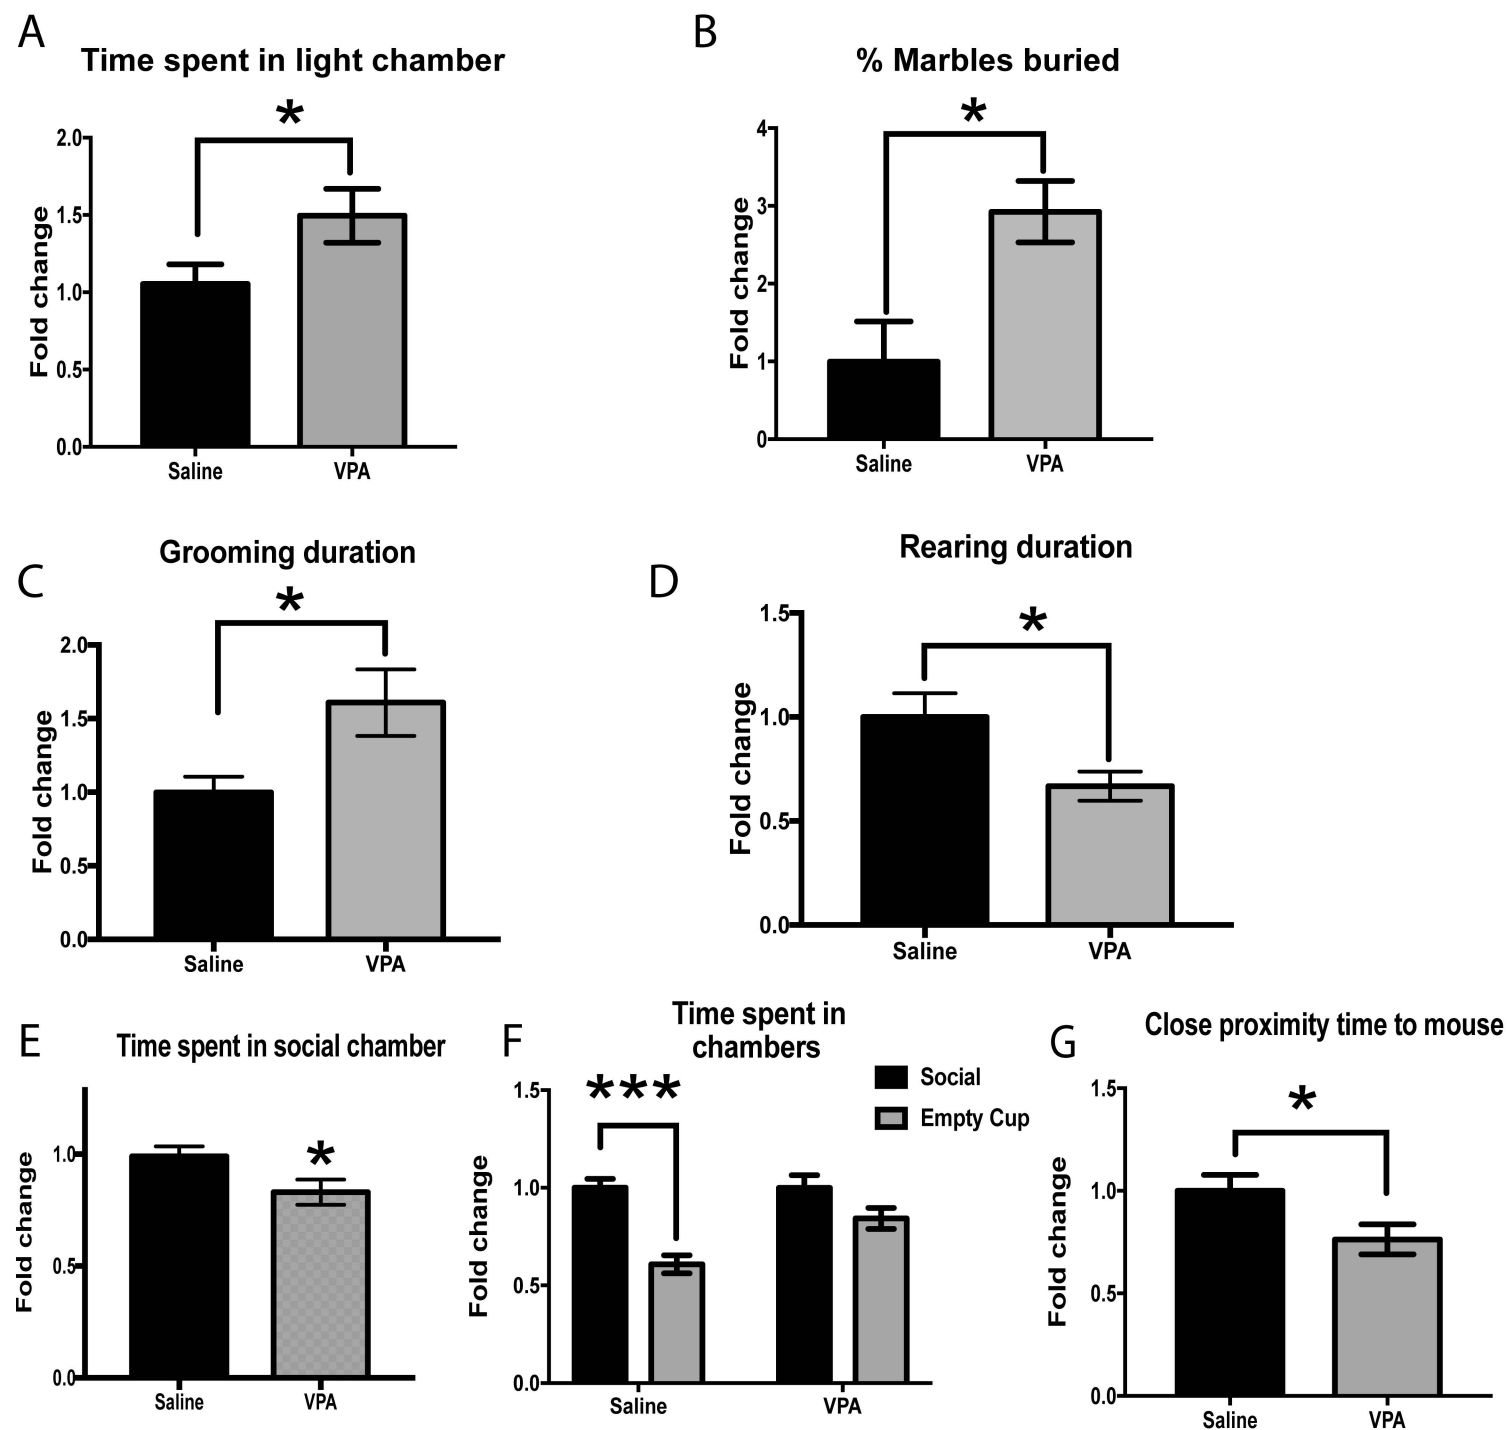 A
Time spent in light chamber
*
2.0
1.5
1.0
0.5
0.0
Fold change
Saline
VPA
B
% Marbles buried
*
4
3
2
1
0
Fold change
Saline
VPA
C
Grooming duration
*
2.0
1.5
1.0
0.5
0.0
Fold change
Saline
VPA
D
Rearing duration
*
1.5
1.0
0.5
0.0
Fold change
Saline
VPA
E
Time spent in social chamber
*
1.0
0.5
0.0
Fold change
Saline
VPA
F
Time spent in
chambers
Social
Empty Cup
***
1.5
1.0
0.5
0.0
Fold change
Saline
VPA
G
Close proximity time to mouse
*
1.5
1.0
0.5
0.0
Fold change
Saline
VPA